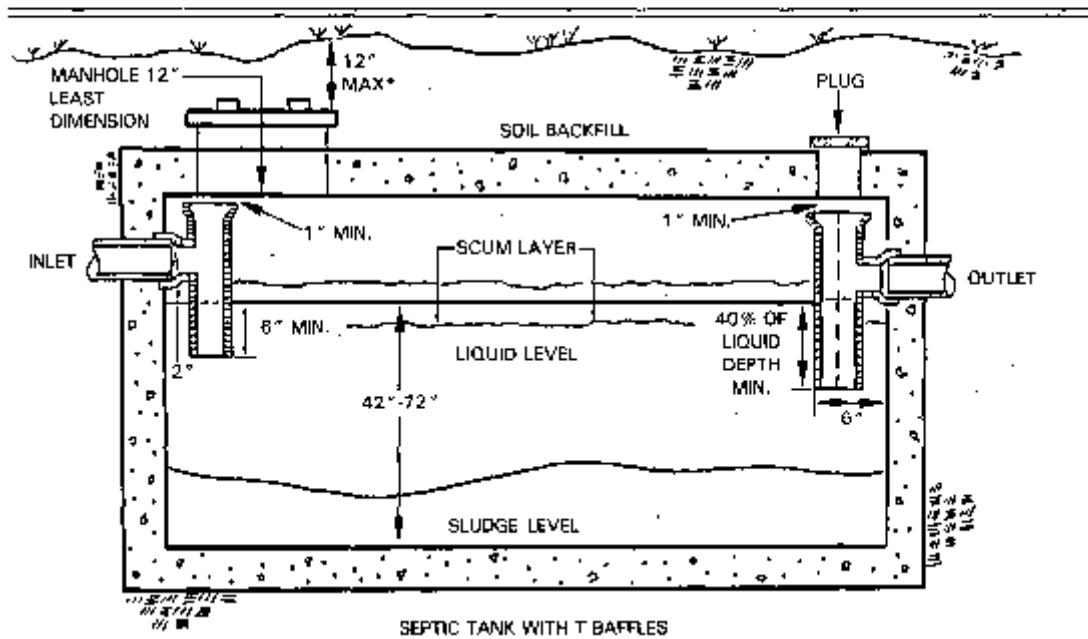 12"
MAX*
MANHOLE 12"
LEAST
DIMENSION
PLUG
SOIL BACKFILL
1" MIN.
1" MIN.
SCUM LAYER
INLET
OUTLET
6" MIN.
40% OF
LIQUID
DEPTH
MIN.
LIQUID LEVEL
2"
42"-72"
6"
SLUDGE LEVEL
SEPTIC TANK WITH T BAFFLES